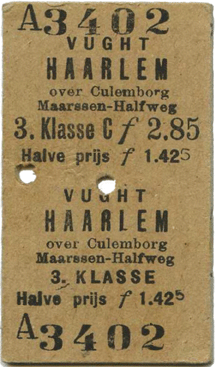 A3402
VUGHT
HAARLEM
over Culemborg
Maarssen-Halfweg
3. Klasse C f 2.85
Halve prijs f 1.42⁵
VUGHT
HAARLEM
over Culemborg
Maarssen-Halfweg
3. KLASSE
Halve prijs f 1.42⁵
A3402